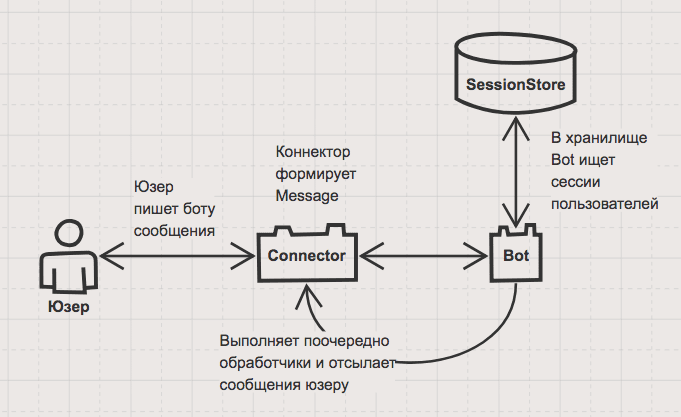 SessionStore
В хранилище
Bot ищет
сессии
пользователей
Коннектор
формирует
Message
Юзер
пишет боту
сообщения
Connector
Bot
Юзер
Выполняет поочередно
обработчики и отсылает
сообщения юзеру